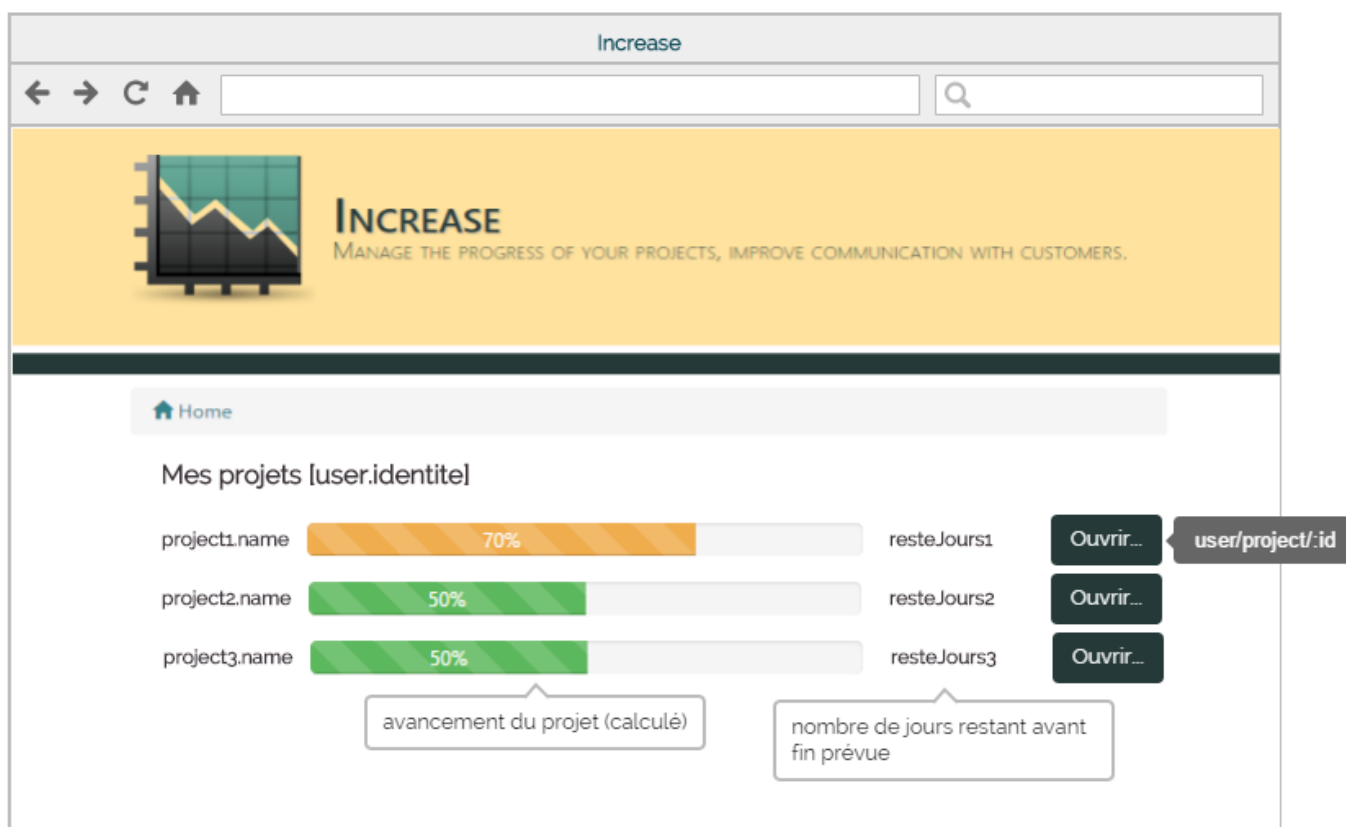 Increase
INCREASE
MANAGE THE PROGRESS OF YOUR PROJECTS, IMPROVE COMMUNICATION WITH CUSTOMERS.
Home
Mes projets [user.identite]
project1.name 70% resteJours1 Ouvrir... user/project/:id
project2.name 50% resteJours2 Ouvrir...
project3.name 50% resteJours3 Ouvrir...
avancement du projet (calculé)
nombre de jours restant avant
fin prévue